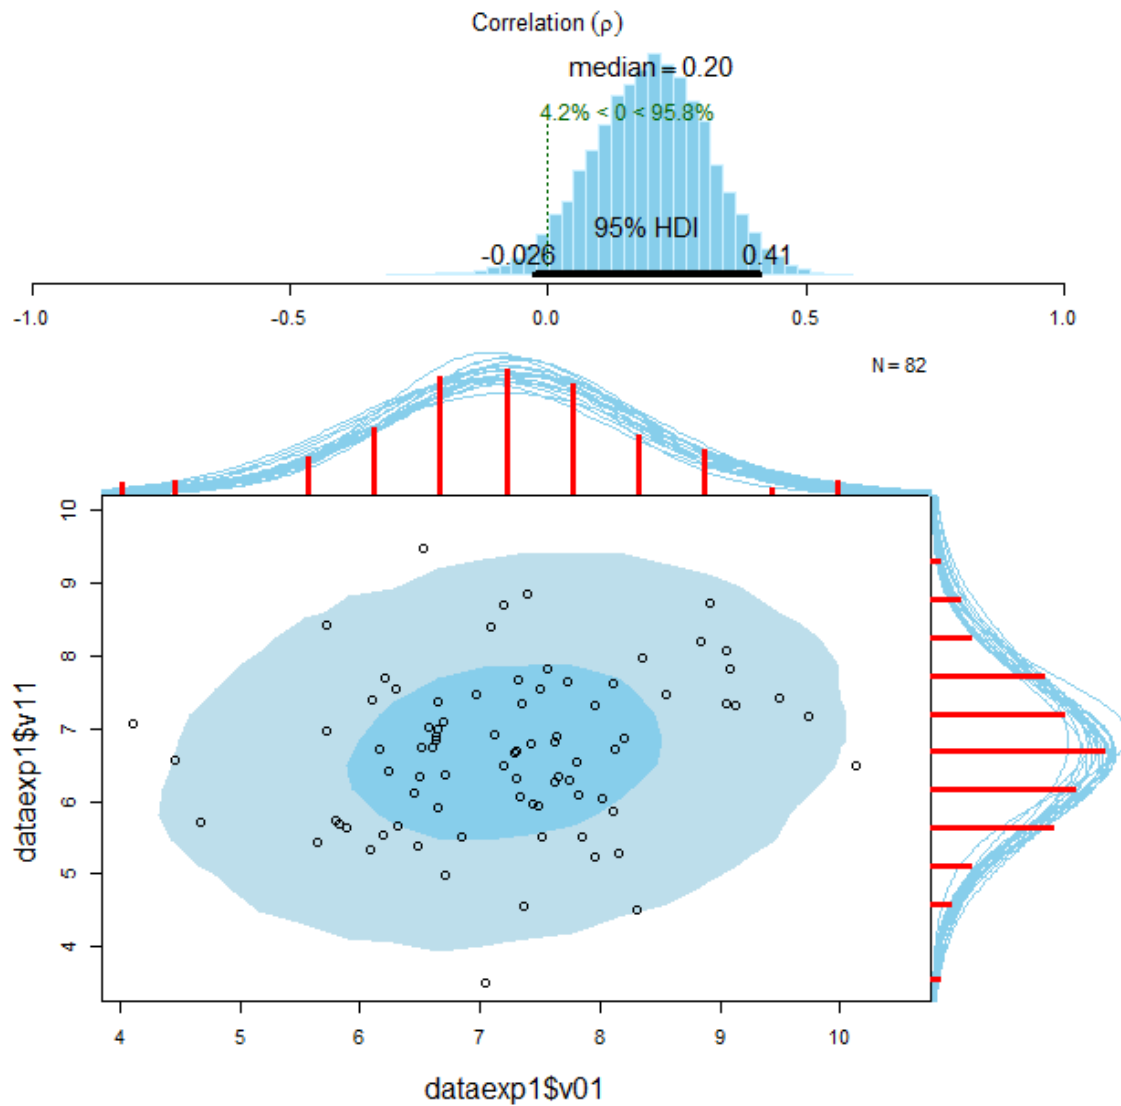 Correlation (ρ)
median = 0.20
4.2% < 0 < 95.8%
95% HDI
-0.026 0.41
-1.0 -0.5 0.0 0.5 1.0
N = 82
10
9
8
7
6
5
4
dataexp1$v11
4 5 6 7 8 9 10
dataexp1$v01